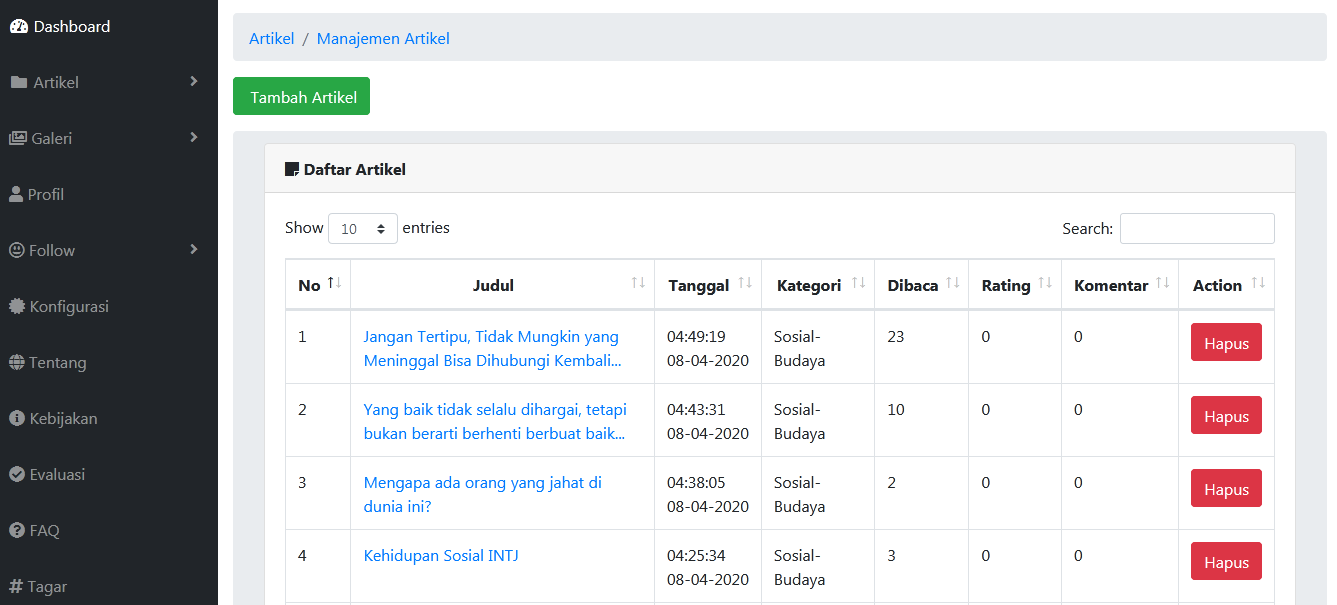 Dashboard
Artikel
Galeri
Profil
Follow
Konfigurasi
Tentang
Kebijakan
Evaluasi
FAQ
# Tagar
Artikel / Manajemen Artikel
Tambah Artikel
Daftar Artikel
Show 10 entries
Search:
No Judul Tanggal Kategori Dibaca Rating Komentar Action
1 Jangan Tertipu, Tidak Mungkin yang 04:49:19 Sosial- 23 0 0 Hapus
Meninggal Bisa Dihubungi Kembali... 08-04-2020 Budaya
2 Yang baik tidak selalu dihargai, tetapi 04:43:31 Sosial- 10 0 0 Hapus
bukan berarti berhenti berbuat baik... 08-04-2020 Budaya
3 Mengapa ada orang yang jahat di 04:38:05 Sosial- 2 0 0 Hapus
dunia ini? 08-04-2020 Budaya
4 Kehidupan Sosial INTJ 04:25:34 Sosial- 3 0 0 Hapus
08-04-2020 Budaya